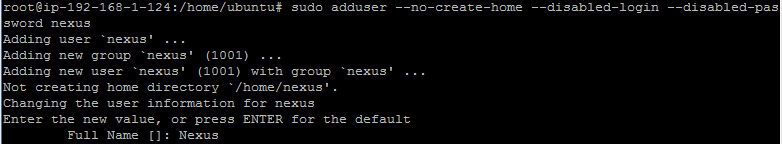 root@ip-192-168-1-124:/home/ubuntu# sudo adduser --no-create-home --disabled-login --disabled-pas
sword nexus
Adding user `nexus' ...
Adding new group `nexus' (1001) ...
Adding new user `nexus' (1001) with group `nexus' ...
Not creating home directory `/home/nexus'.
Changing the user information for nexus
Enter the new value, or press ENTER for the default
        Full Name []: Nexus